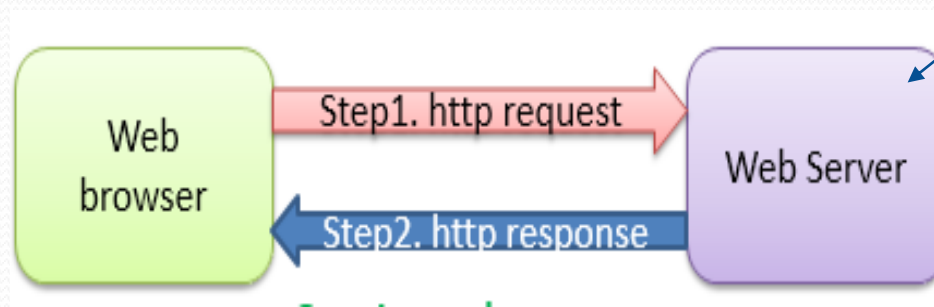 Step1. http request
Web
browser
Web Server
Step2. http response